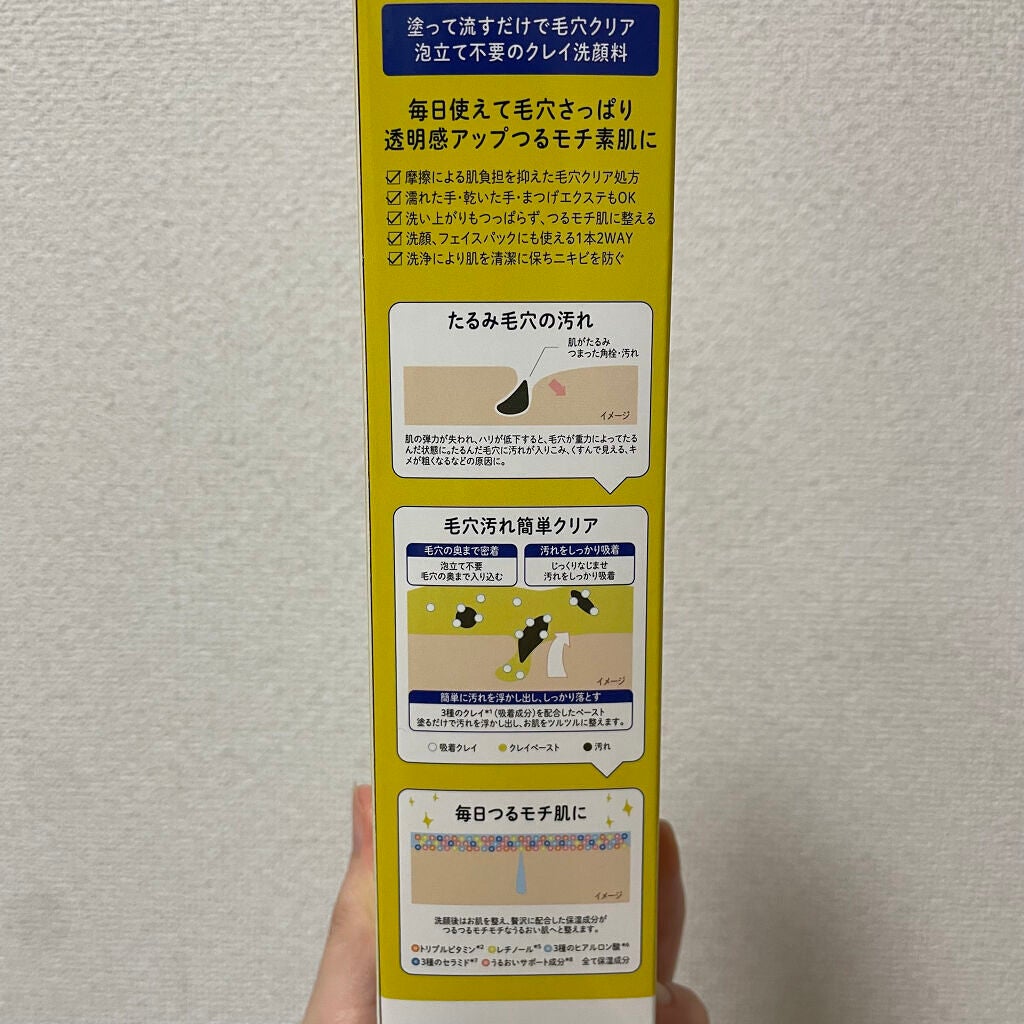 塗って流すだけで毛穴クリア
泡立て不要のクレイ洗顔料
毎日使えて毛穴さっぱり
透明感アップつるモチ素肌に
摩擦による肌負担を抑えた毛穴クリア処方
濡れた手・乾いた手・まつげエクステもOK
洗い上がりもつっぱらず、つるモチ肌に整える
洗顔、フェイスパックにも使える1本2WAY
洗浄により肌を清潔に保ちニキビを防ぐ
たるみ毛穴の汚れ
肌がたるみ
つまった角栓・汚れ
イメージ
肌の弾力が失われ、ハリが低下すると、毛穴が重力によってたる
んだ状態に。たるんだ毛穴に汚れが入りこみ、くすんで見える、キ
メが粗くなるなどの原因に。
毛穴汚れ簡単クリア
毛穴の奥まで密着
泡立て不要
毛穴の奥まで入り込む
汚れをしっかり吸着
じっくりなじませ
汚れをしっかり吸着
イメージ
簡単に汚れを浮かし出し、しっかり落とす
3種のクレイ*1(吸着成分)を配合したペースト
塗るだけで汚れを浮かし出し、お肌をツルツルに整えます。
吸着クレイ クレイペースト 汚れ
毎日つるモチ肌に
イメージ
洗顔後はお肌を整え、贅沢に配合した保湿成分が
つるつるモチモチなうるおい肌へと整えます。
トリプルビタミン*2 レチノール*5 3種のヒアルロン酸*6
3種のセラミド*7 うるおいサポート成分*8 全て保湿成分